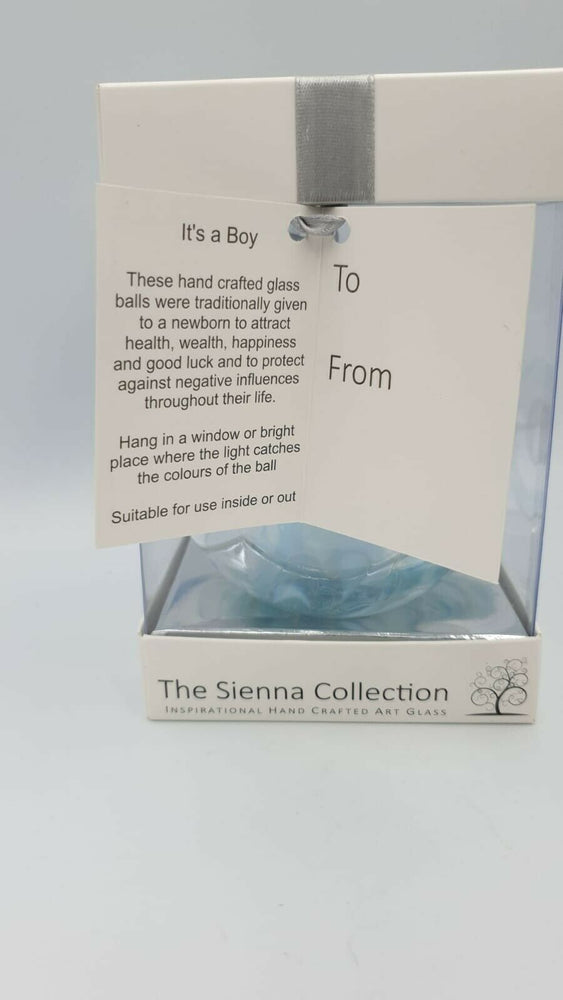 It's a Boy
These hand crafted glass
balls were traditionally given
to a newborn to attract
health, wealth, happiness
and good luck and to protect
against negative influences
throughout their life.
Hang in a window or bright
place where the light catches
the colours of the ball
Suitable for use inside or out
To
From
The Sienna Collection
INSPIRATIONAL HAND CRAFTED ART GLASS